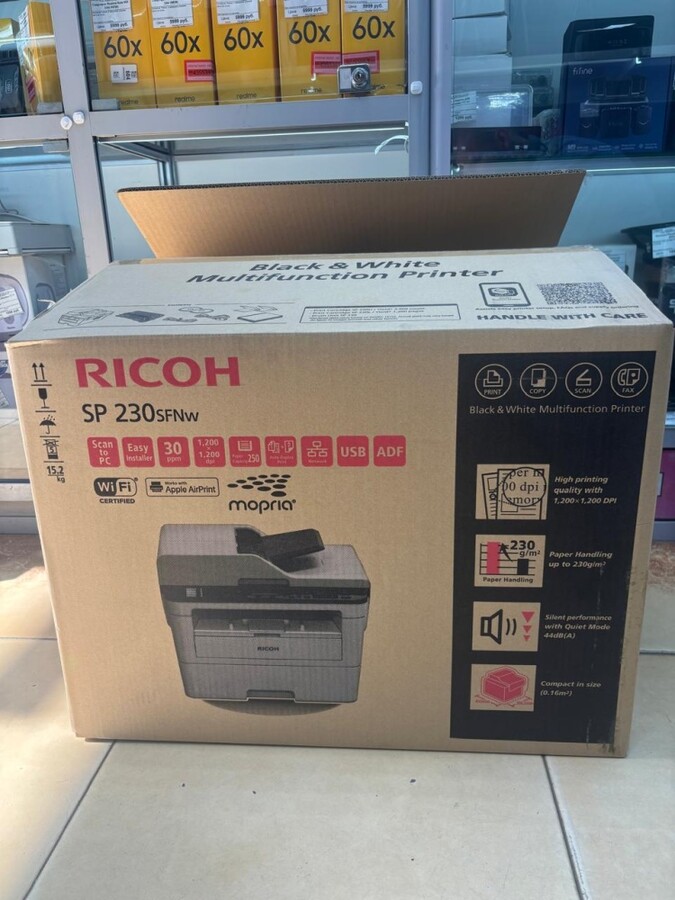 60x
60x
60x
60x
60x
realme
realme
realme
Black & White
Multifunction Printer
HANDLE WITH CARE
RICOH
SP 230SFNw
Scan to PC
Easy Installer
30 ppm
1,200 x 1,200 dpi
250
USB
ADF
15.2 kg
WiFi
CERTIFIED
Works with
Apple AirPrint
mopria
RICOH
PRINT
COPY
SCAN
FAX
Black & White Multifunction Printer
High printing
quality with
1,200×1,200 DPI
230
g/m²
Paper Handling
Paper Handling
up to 230g/m²
Silent performance
with Quiet Mode
44dB(A)
Compact in size
(0.16m²)